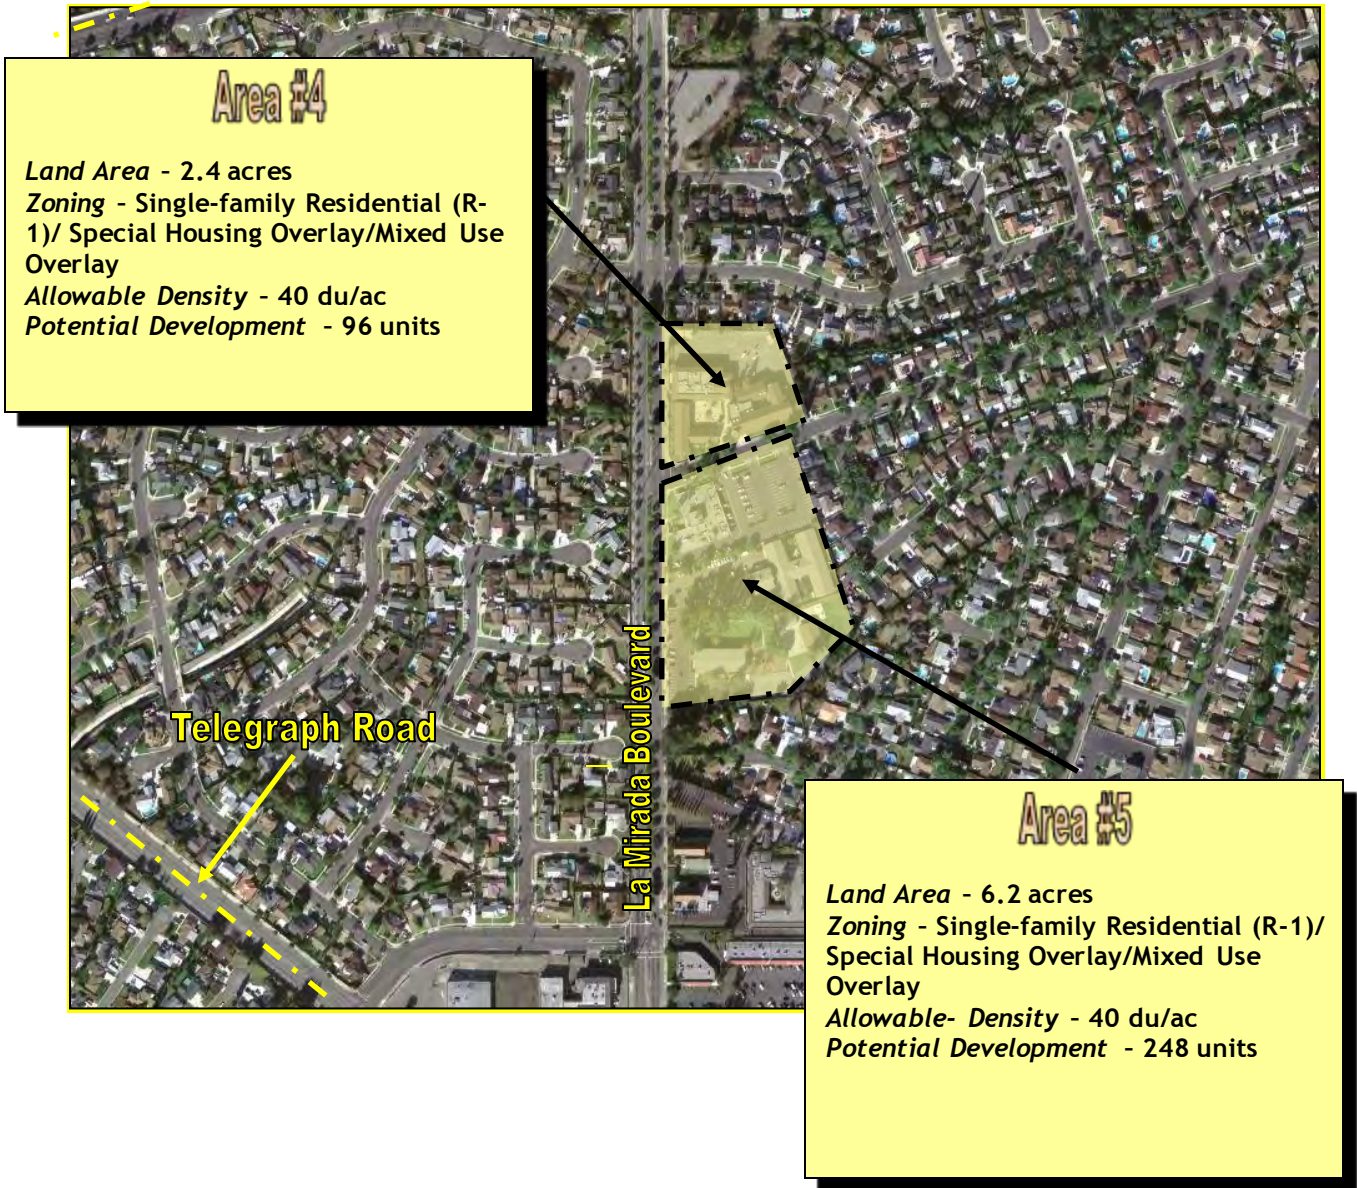 Area #4
Land Area – 2.4 acres
Zoning – Single-family Residential (R-
1)/ Special Housing Overlay/Mixed Use
Overlay
Allowable Density – 40 du/ac
Potential Development – 96 units
Telegraph Road
La Mirada Boulevard
Area #5
Land Area – 6.2 acres
Zoning – Single-family Residential (R-1)/
Special Housing Overlay/Mixed Use
Overlay
Allowable- Density – 40 du/ac
Potential Development – 248 units